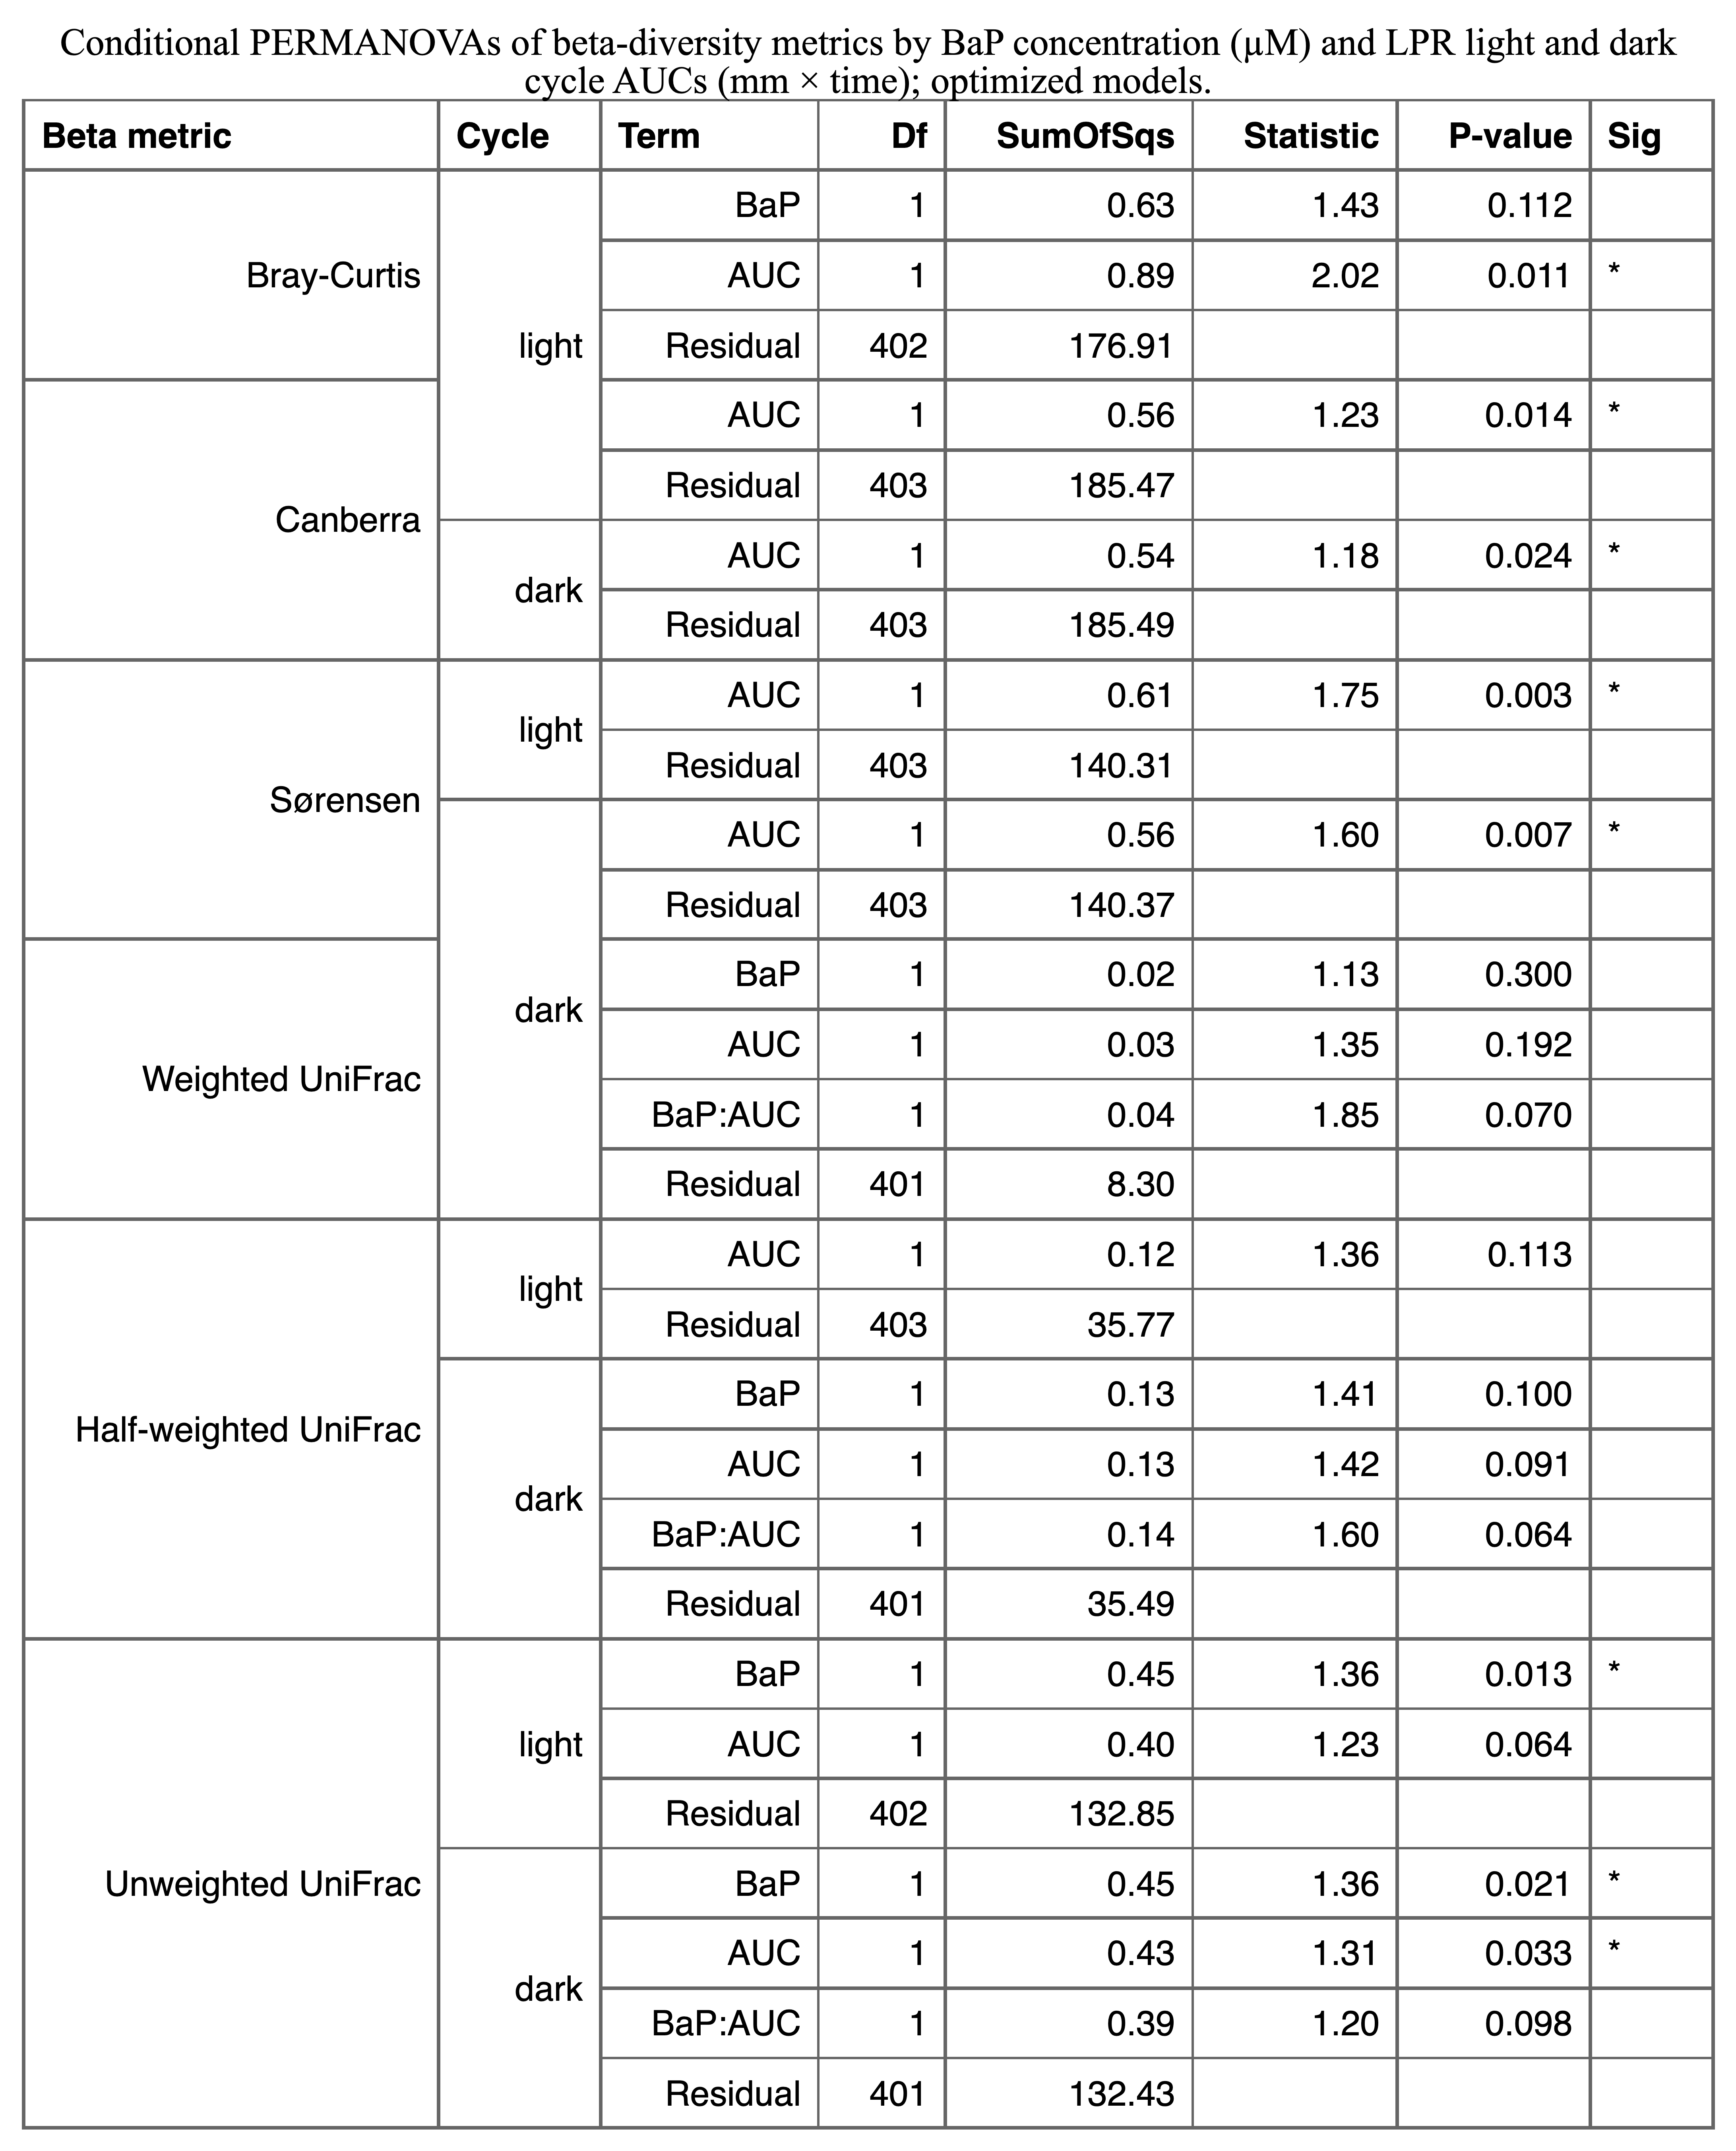 Conditional PERMANOVAs of beta-diversity metrics by BaP concentration (µM) and LPR light and dark
cycle AUCs (mm × time); optimized models.
Beta metric Cycle Term Df SumOfSqs Statistic P-value Sig
Bray-Curtis light BaP 1 0.63 1.43 0.112
AUC 1 0.89 2.02 0.011 *
Residual 402 176.91
Canberra AUC 1 0.56 1.23 0.014 *
Residual 403 185.47
dark AUC 1 0.54 1.18 0.024 *
Residual 403 185.49
Sørensen light AUC 1 0.61 1.75 0.003 *
Residual 403 140.31
dark AUC 1 0.56 1.60 0.007 *
Residual 403 140.37
Weighted UniFrac BaP 1 0.02 1.13 0.300
AUC 1 0.03 1.35 0.192
BaP:AUC 1 0.04 1.85 0.070
Residual 401 8.30
Half-weighted UniFrac light AUC 1 0.12 1.36 0.113
Residual 403 35.77
dark BaP 1 0.13 1.41 0.100
AUC 1 0.13 1.42 0.091
BaP:AUC 1 0.14 1.60 0.064
Residual 401 35.49
Unweighted UniFrac light BaP 1 0.45 1.36 0.013 *
AUC 1 0.40 1.23 0.064
Residual 402 132.85
dark BaP 1 0.45 1.36 0.021 *
AUC 1 0.43 1.31 0.033 *
BaP:AUC 1 0.39 1.20 0.098
Residual 401 132.43